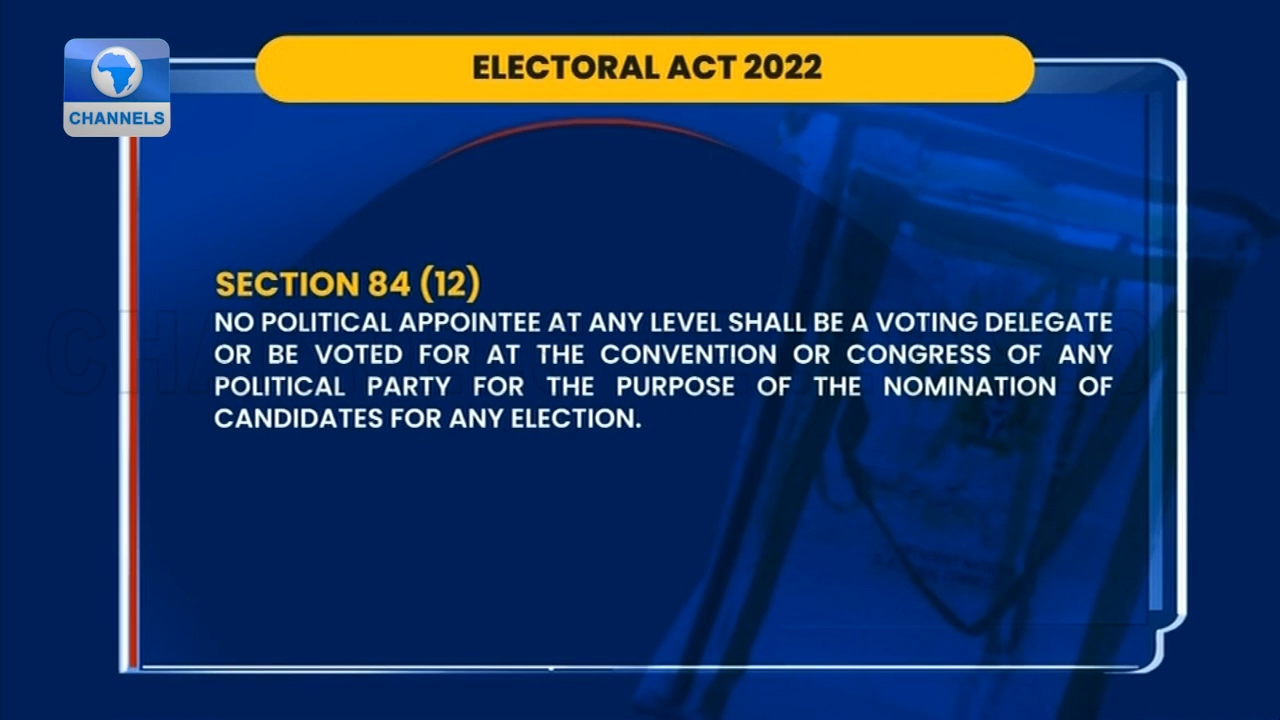 CHANNELS
ELECTORAL ACT 2022
SECTION 84 (12)
NO POLITICAL APPOINTEE AT ANY LEVEL SHALL BE A VOTING DELEGATE
OR BE VOTED FOR AT THE CONVENTION OR CONGRESS OF ANY
POLITICAL PARTY FOR THE PURPOSE OF THE NOMINATION OF
CANDIDATES FOR ANY ELECTION.